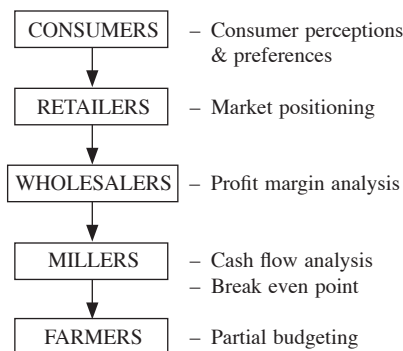 CONSUMERS – Consumer perceptions
& preferences
RETAILERS – Market positioning
WHOLESALERS – Profit margin analysis
MILLERS – Cash flow analysis
– Break even point
FARMERS – Partial budgeting